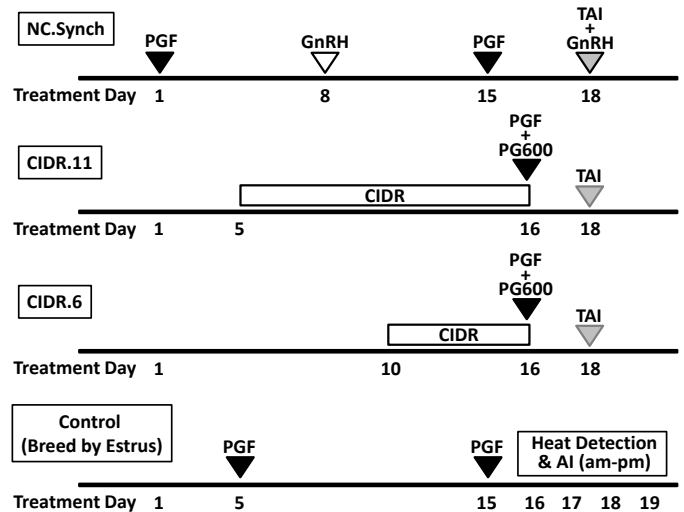 NC.Synch
PGF
GnRH
PGF
TAI
+
GnRH
Treatment Day 1 8 15 18
CIDR.11
PGF
+
PG600
CIDR
TAI
Treatment Day 1 5 16 18
CIDR.6
PGF
+
PG600
CIDR
TAI
Treatment Day 1 10 16 18
Control
(Breed by Estrus)
PGF
PGF
Heat Detection
& AI (am-pm)
Treatment Day 1 5 15 16 17 18 19